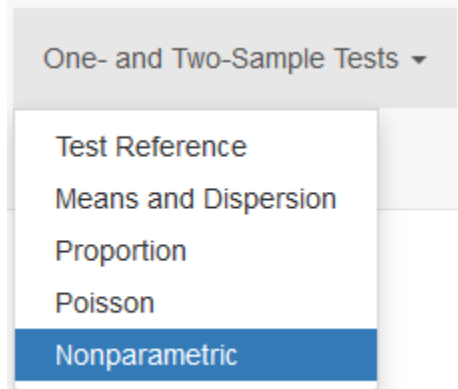 One- and Two-Sample Tests
Test Reference
Means and Dispersion
Proportion
Poisson
Nonparametric